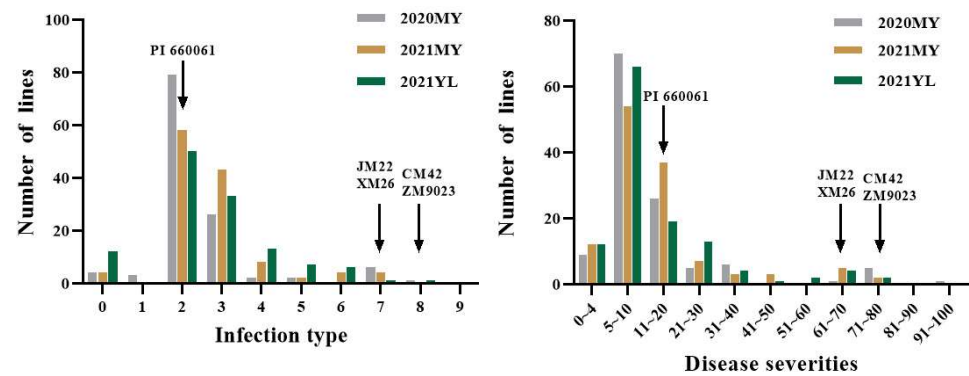 100
80
60
40
20
0
Number of lines
2020MY
2021MY
2021YL
PI 660061
JM22
XM26
CM42
ZM9023
0 1 2 3 4 5 6 7 8 9
Infection type
80
60
40
20
0
Number of lines
2020MY
2021MY
2021YL
PI 660061
JM22
XM26
CM42
ZM9023
0~4 5~10 11~20 21~30 31~40 41~50 51~60 61~70 71~80 81~90 91~100
Disease severities